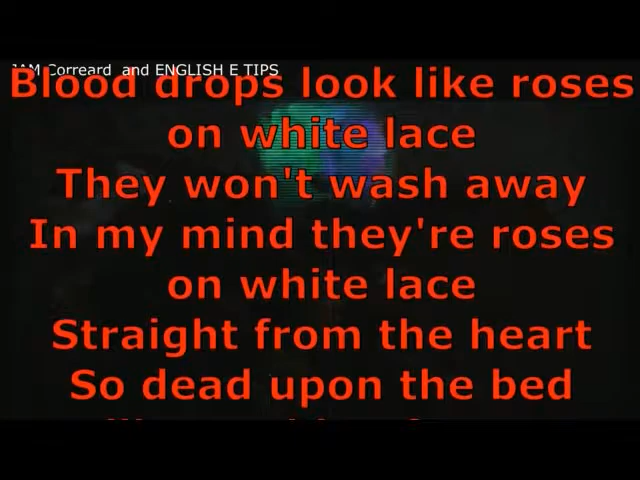 JAM Correard  and ENGLISH E TIPS
Blood drops look like roses
on white lace
They won't wash away
In my mind they're roses
on white lace
Straight from the heart
So dead upon the bed